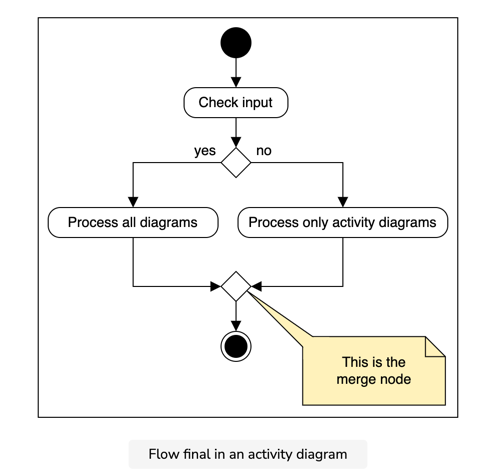 Check input
yes
no
Process all diagrams
Process only activity diagrams
This is the
merge node
Flow final in an activity diagram